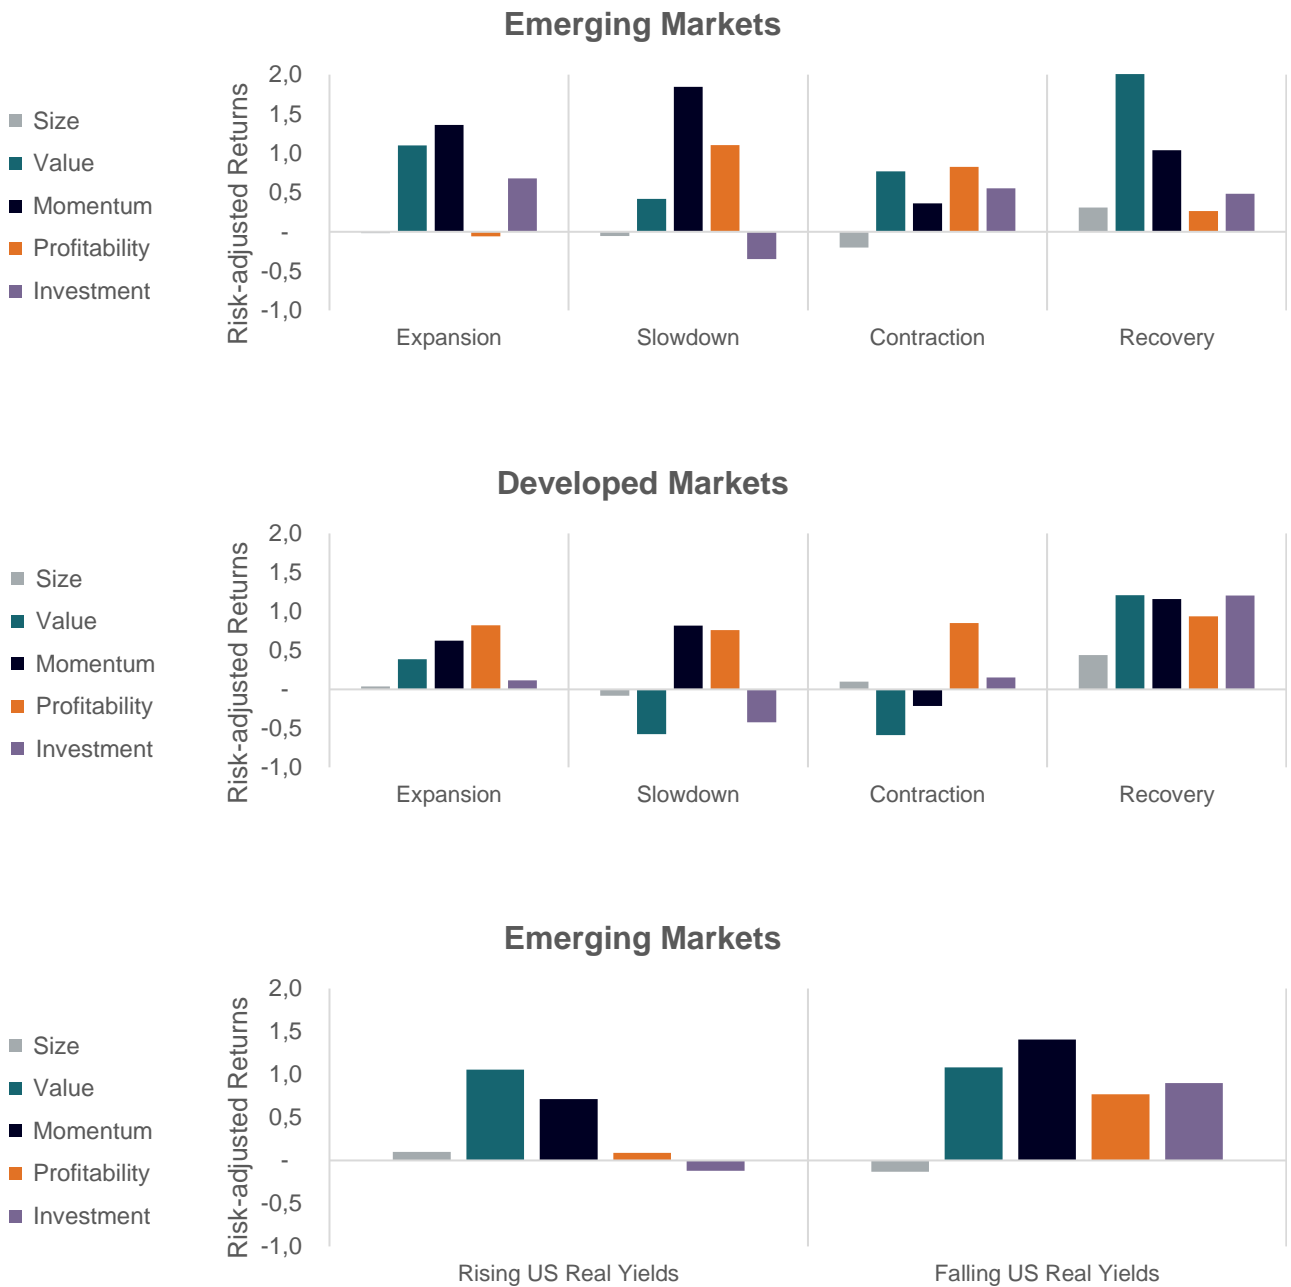 Emerging Markets
Size
Value
Momentum
Profitability
Investment
Risk-adjusted Returns
2,0
1,5
1,0
0,5
-
-0,5
-1,0
Expansion Slowdown Contraction Recovery
Developed Markets
Size
Value
Momentum
Profitability
Investment
Risk-adjusted Returns
2,0
1,5
1,0
0,5
-
-0,5
-1,0
Expansion Slowdown Contraction Recovery
Emerging Markets
Size
Value
Momentum
Profitability
Investment
Risk-adjusted Returns
2,0
1,5
1,0
0,5
-
-0,5
-1,0
Rising US Real Yields Falling US Real Yields